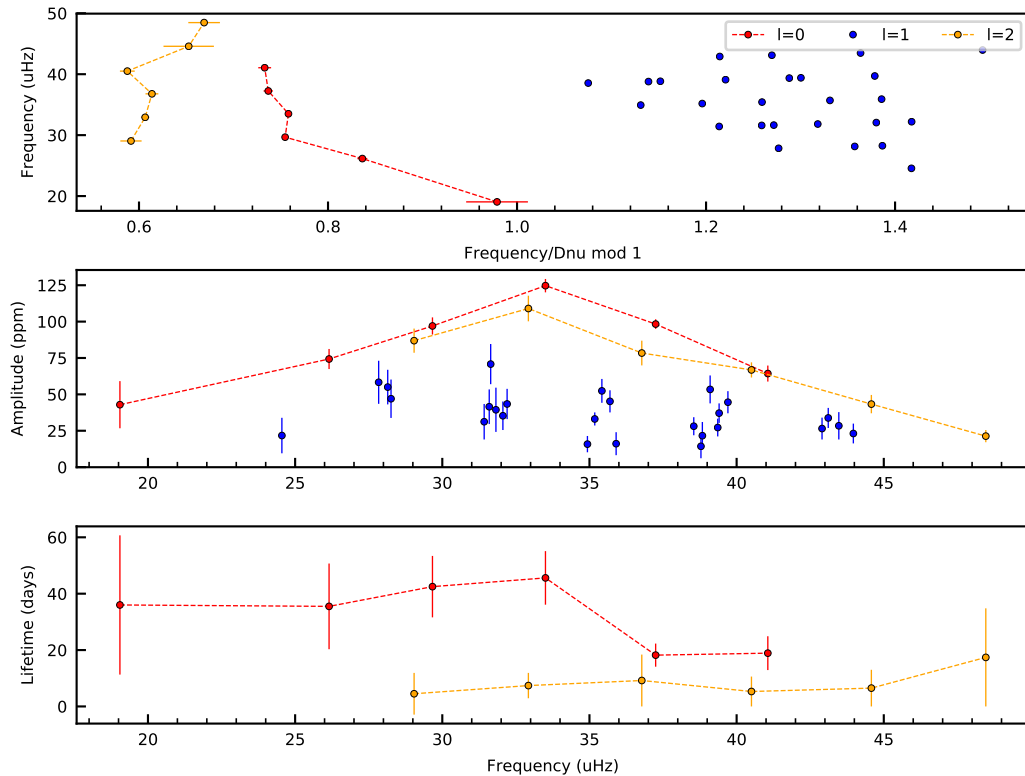 50
40
30
20
Frequency (uHz)
l=0 l=1 l=2
0.6 0.8 1.0 1.2 1.4
Frequency/Dnu mod 1
125
100
75
50
25
0
Amplitude (ppm)
20 25 30 35 40 45
60
40
20
0
Lifetime (days)
20 25 30 35 40 45
Frequency (uHz)